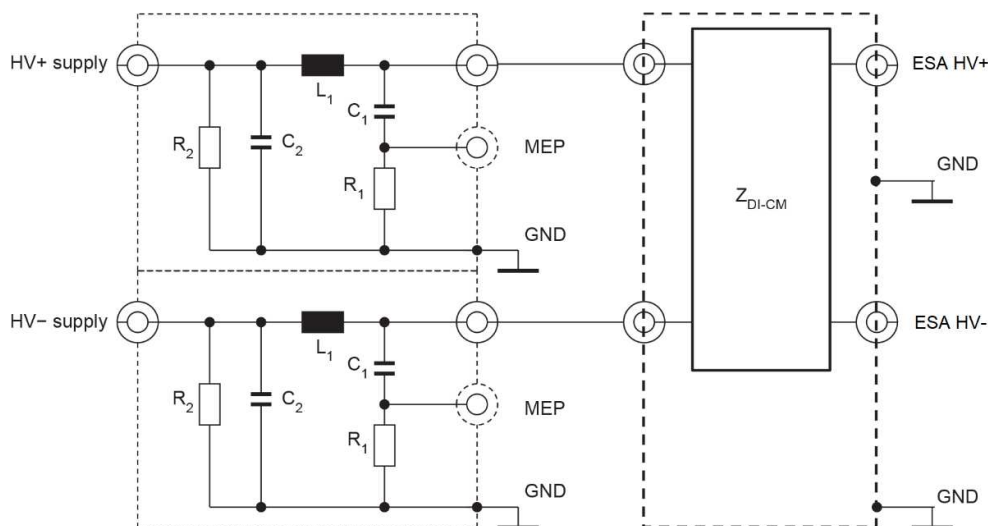 HV+ supply
L1
C1
R2
C2
MEP
R1
GND
ESA HV+
GND
ZDI-CM
HV− supply
L1
C1
R2
C2
MEP
R1
GND
ESA HV-
GND